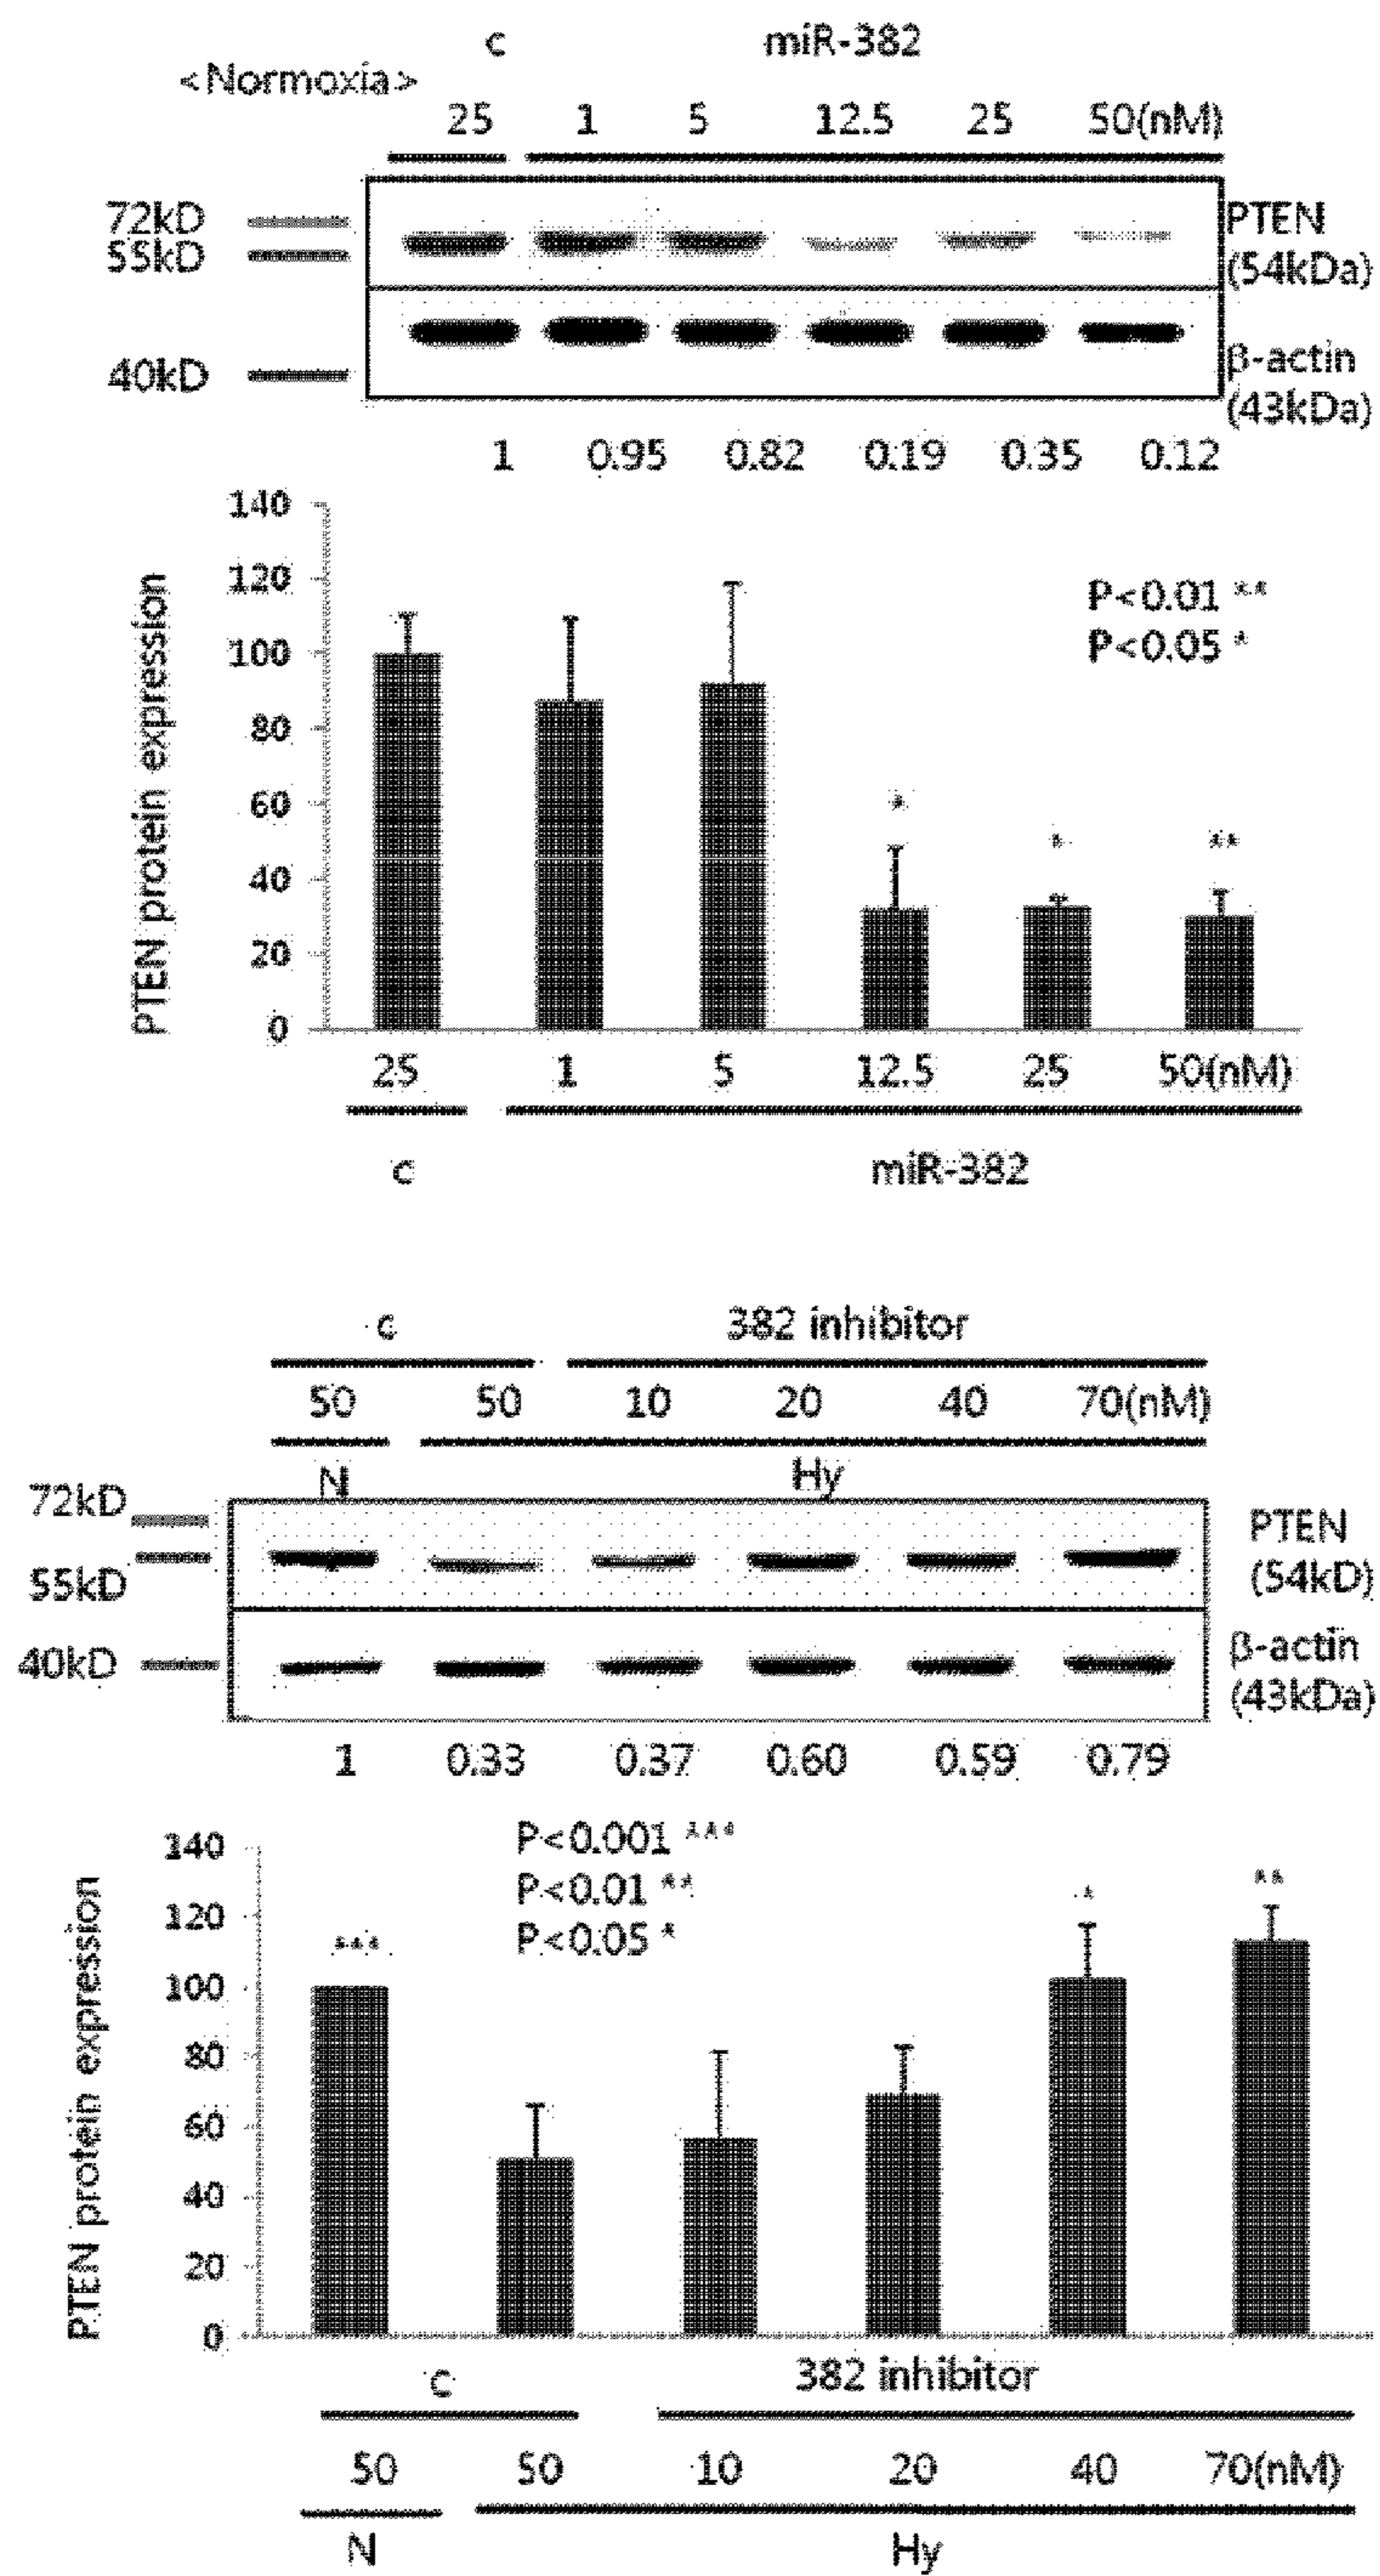 c miR-382
<Normoxia>
25 1 5 12.5 25 50(nM)
72kD
55kD
PTEN
(54kDa)
40kD
β-actin
(43kDa)
1 0.95 0.82 0.19 0.35 0.12
PTEN protein expression
140
120
100
80
60
40
20
0
P<0.01 **
P<0.05 *
* * **
25 1 5 12.5 25 50(nM)
c miR-382
c 382 inhibitor
50 50 10 20 40 70(nM)
N Hy
72kD
55kD
PTEN
(54kD)
40kD
β-actin
(43kDa)
1 0.33 0.37 0.60 0.59 0.79
PTEN protein expression
140
120
100
80
60
40
20
0
P<0.001 ***
P<0.01 **
P<0.05 *
*** * **
c 382 inhibitor
50 50 10 20 40 70(nM)
N Hy